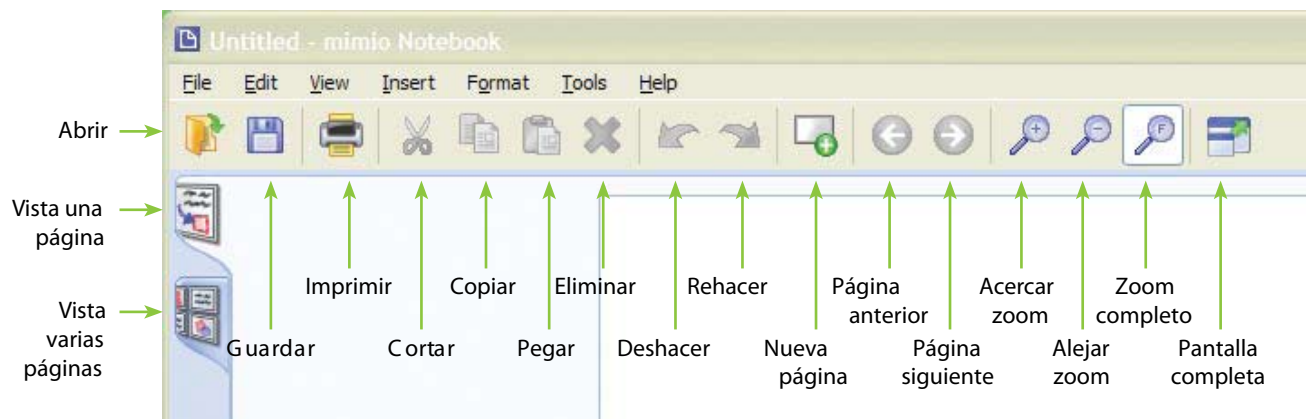 Untitled - mimio Notebook
File Edit View Insert Format Tools Help
Abrir
Vista una
página
Vista
varias
páginas
Guardar
Imprimir
Cortar
Copiar
Pegar
Eliminar
Deshacer
Rehacer
Nueva
página
Página
anterior
Página
siguiente
Acercar
zoom
Alejar
zoom
Zoom
completo
Pantalla
completa
F